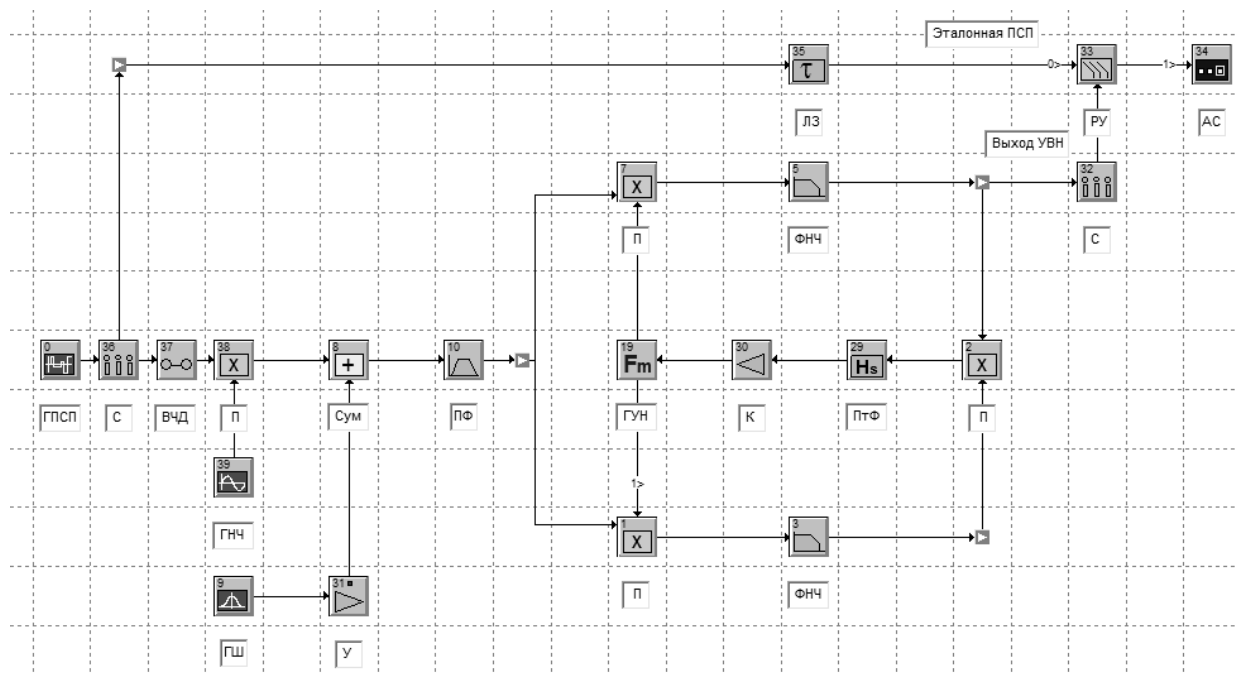 Эталонная ПСП
35
τ
0>
33
1>
34
ЛЗ
РУ
АС
Выход УВН
7
X
5
32
П
ФНЧ
С
0
36
37
38
X
8
+
10
19
Fm
30
29
Hs
2
X
ГПСП
С
ВЧД
П
Сум
ПФ
ГУН
К
ПтФ
П
39
1>
ГНЧ
1
X
3
9
31
П
ФНЧ
ГШ
У